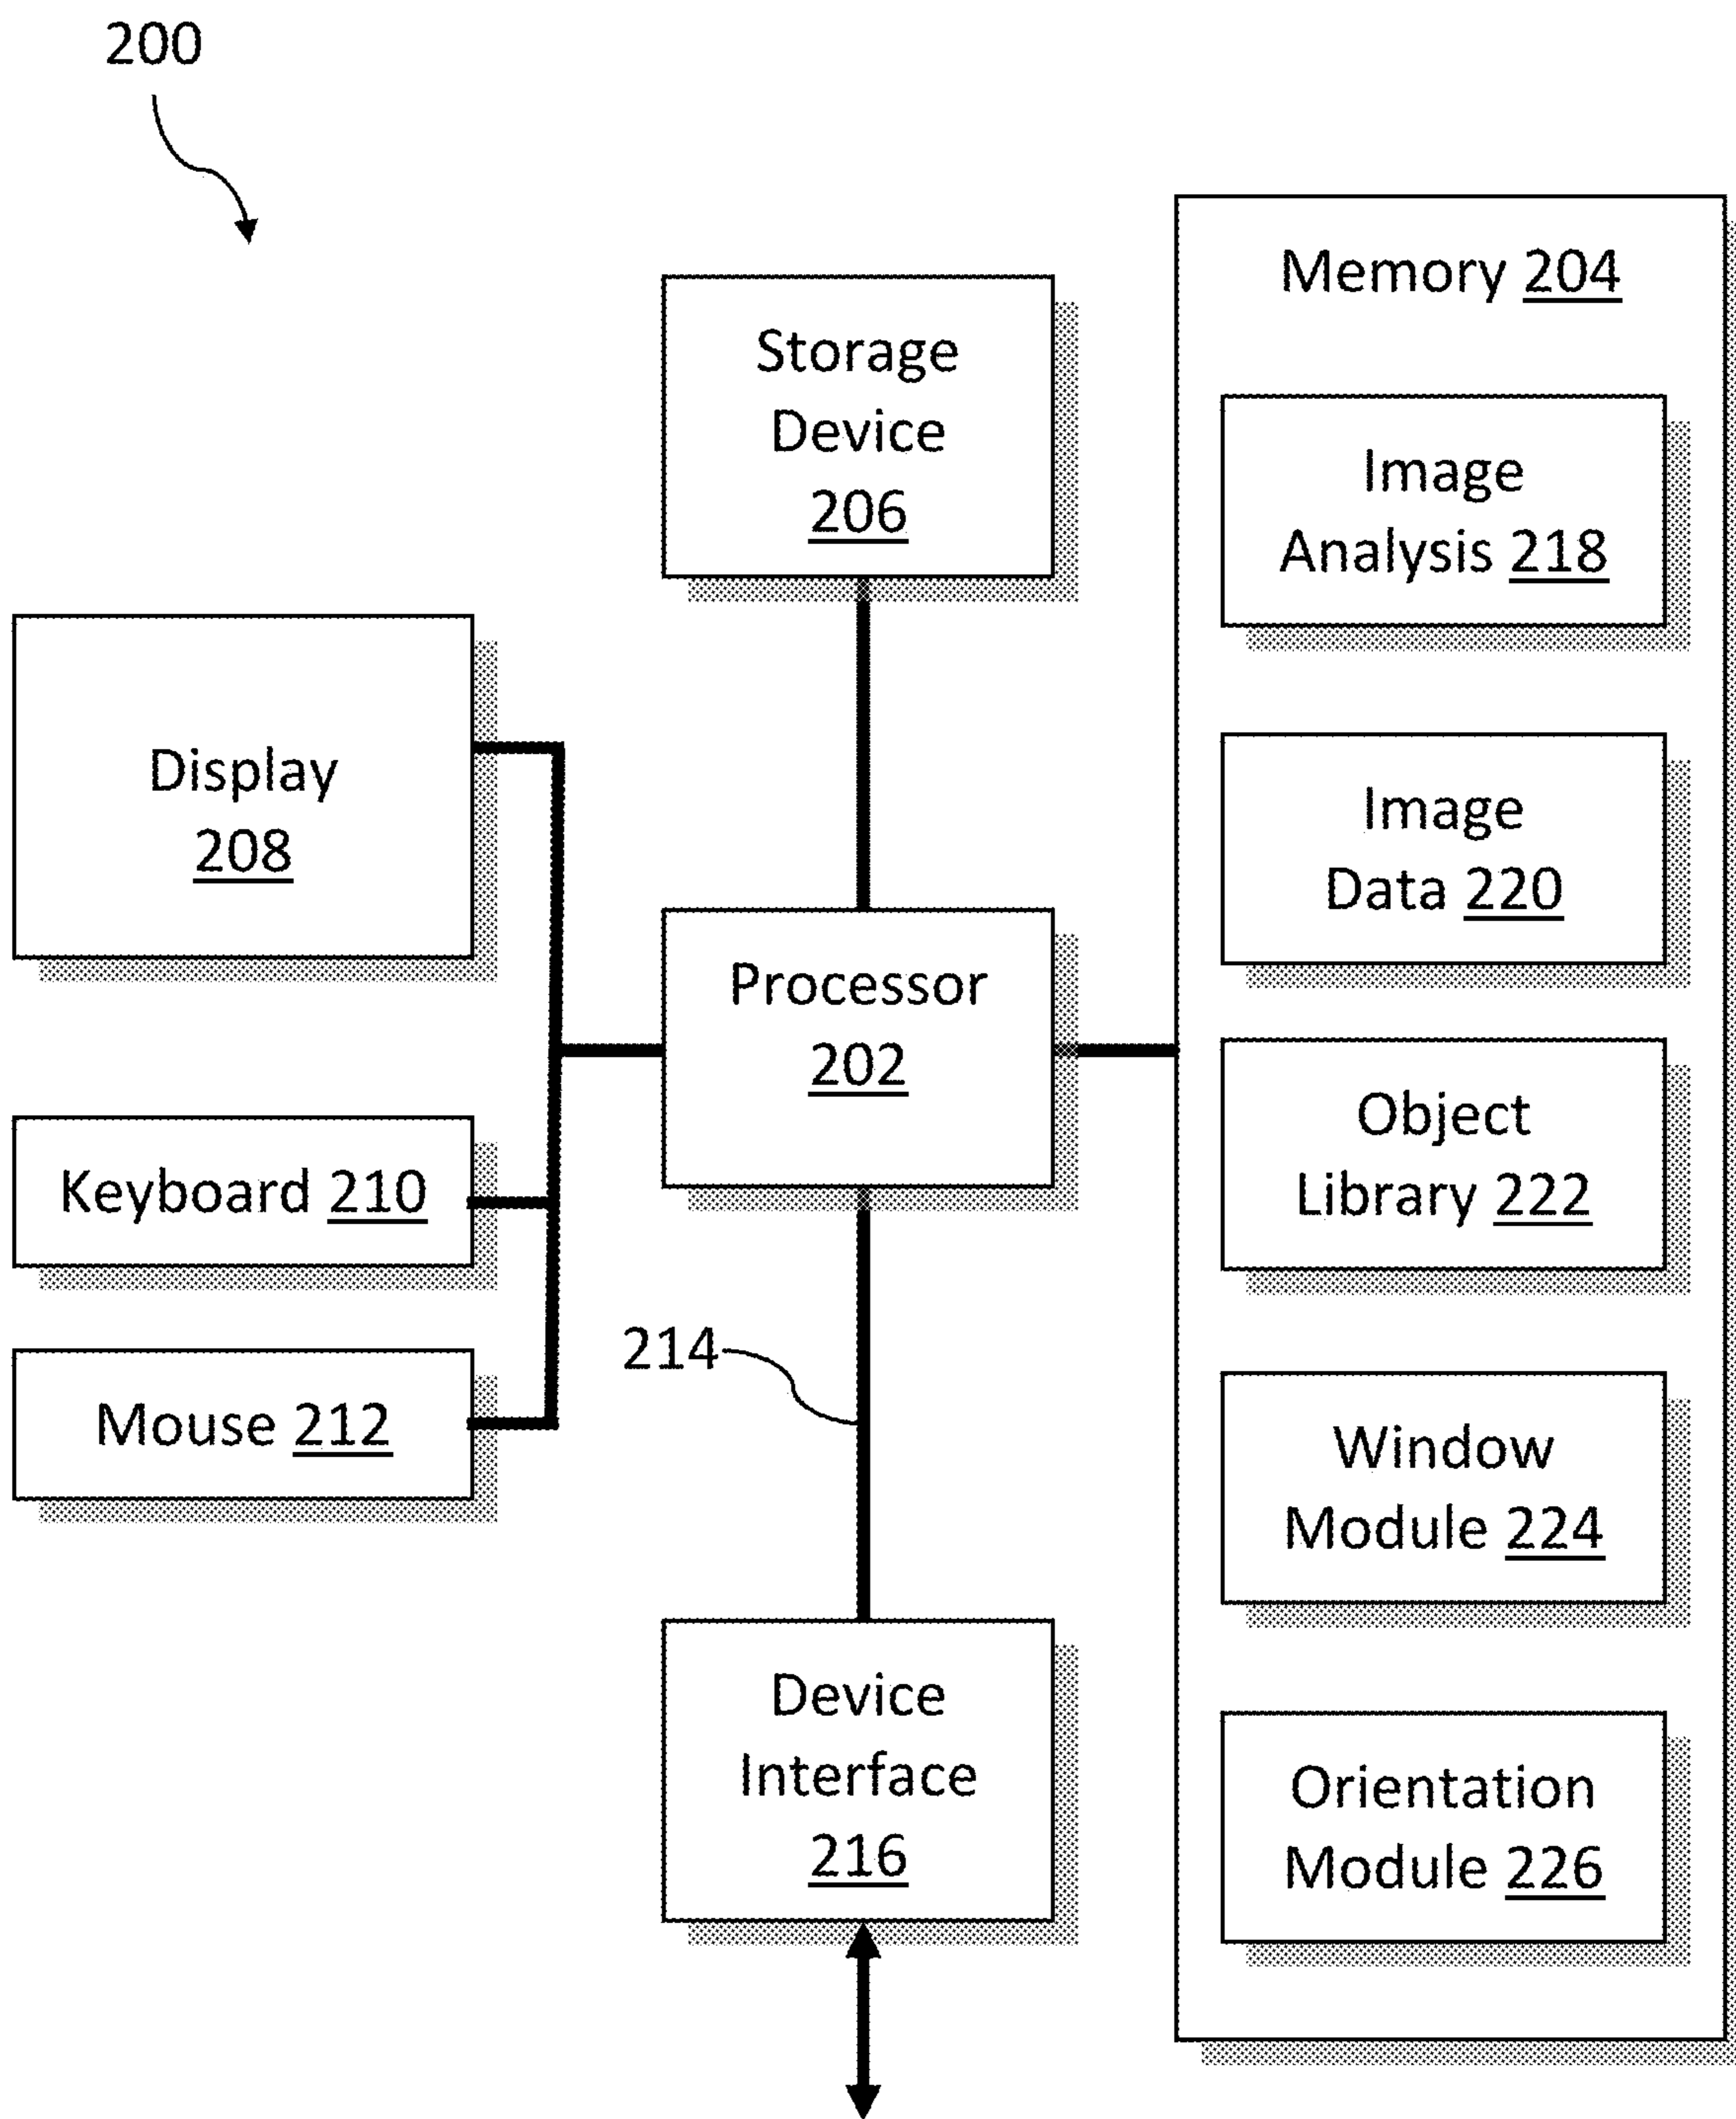 200
Storage
Device
206
Display
208
Keyboard 210
Mouse 212
Processor
202
214
Device
Interface
216
Memory 204
Image
Analysis 218
Image
Data 220
Object
Library 222
Window
Module 224
Orientation
Module 226